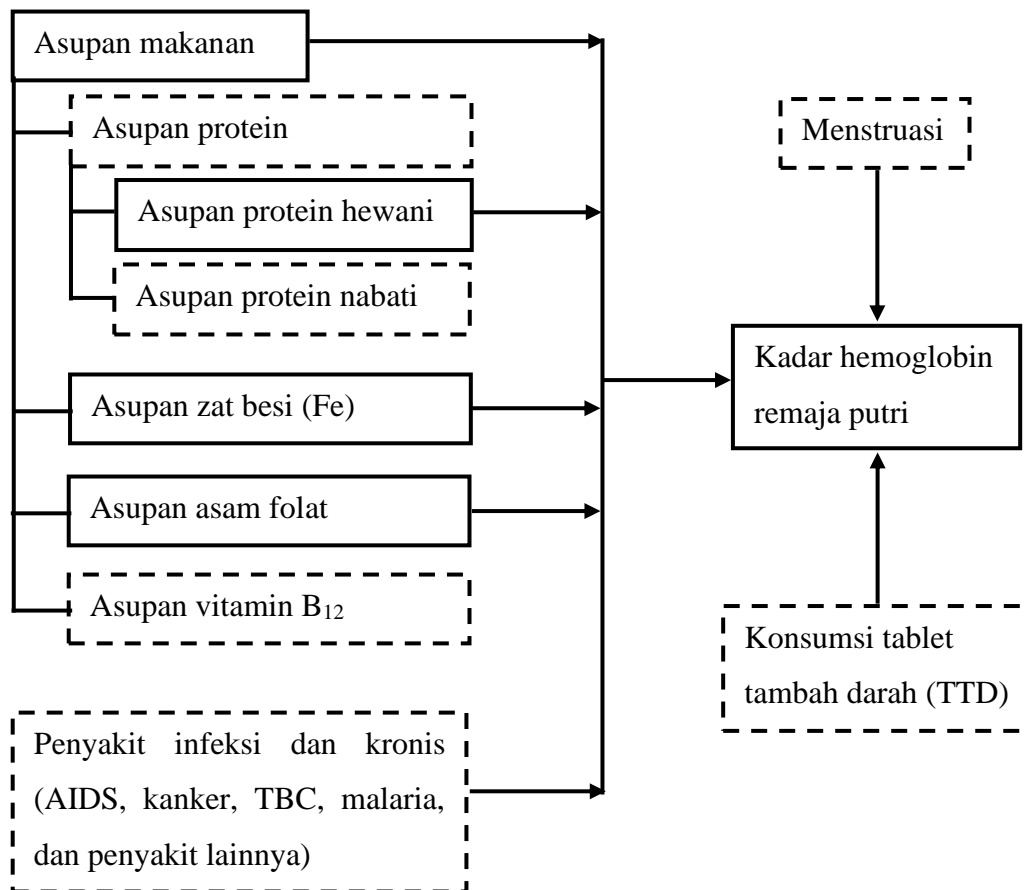 Asupan makanan
Asupan protein
Asupan protein hewani
Asupan protein nabati
Asupan zat besi (Fe)
Asupan asam folat
Asupan vitamin B₁₂
Penyakit infeksi dan kronis
(AIDS, kanker, TBC, malaria,
dan penyakit lainnya)
Menstruasi
Kadar hemoglobin
remaja putri
Konsumsi tablet
tambah darah (TTD)